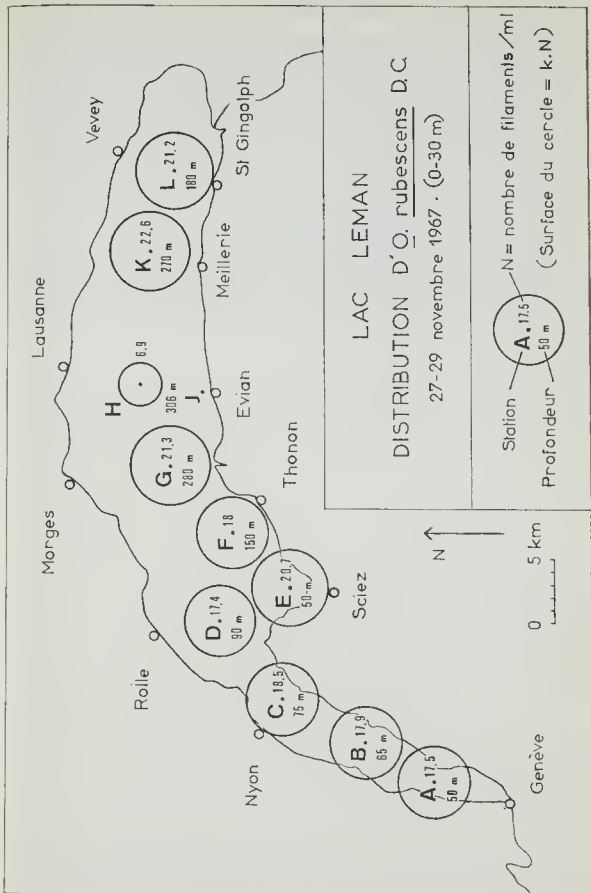 LAC LEMAN
DISTRIBUTION D'O. rubescens D.C.
27-29 novembre 1967 . (0-30 m)
Station
A. 17,5
50 m
N = nombre de filaments/ml
Profondeur
(Surface du cercle = k.N)
N
0 5 km
Vevey
Lausanne
Morges
Rolle
Nyon
Genève
Sciez
Thonon
Evian
Meillerie
St Gingolph
L. 21,2
180 m
K. 22,6
270 m
H
6,9
306 m
J.
G. 21,3
280 m
F. 18
150 m
E. 20,7
50 m
D. 17,4
90 m
C. 18,5
75 m
B. 17,9
65 m
A. 17,5
50 m